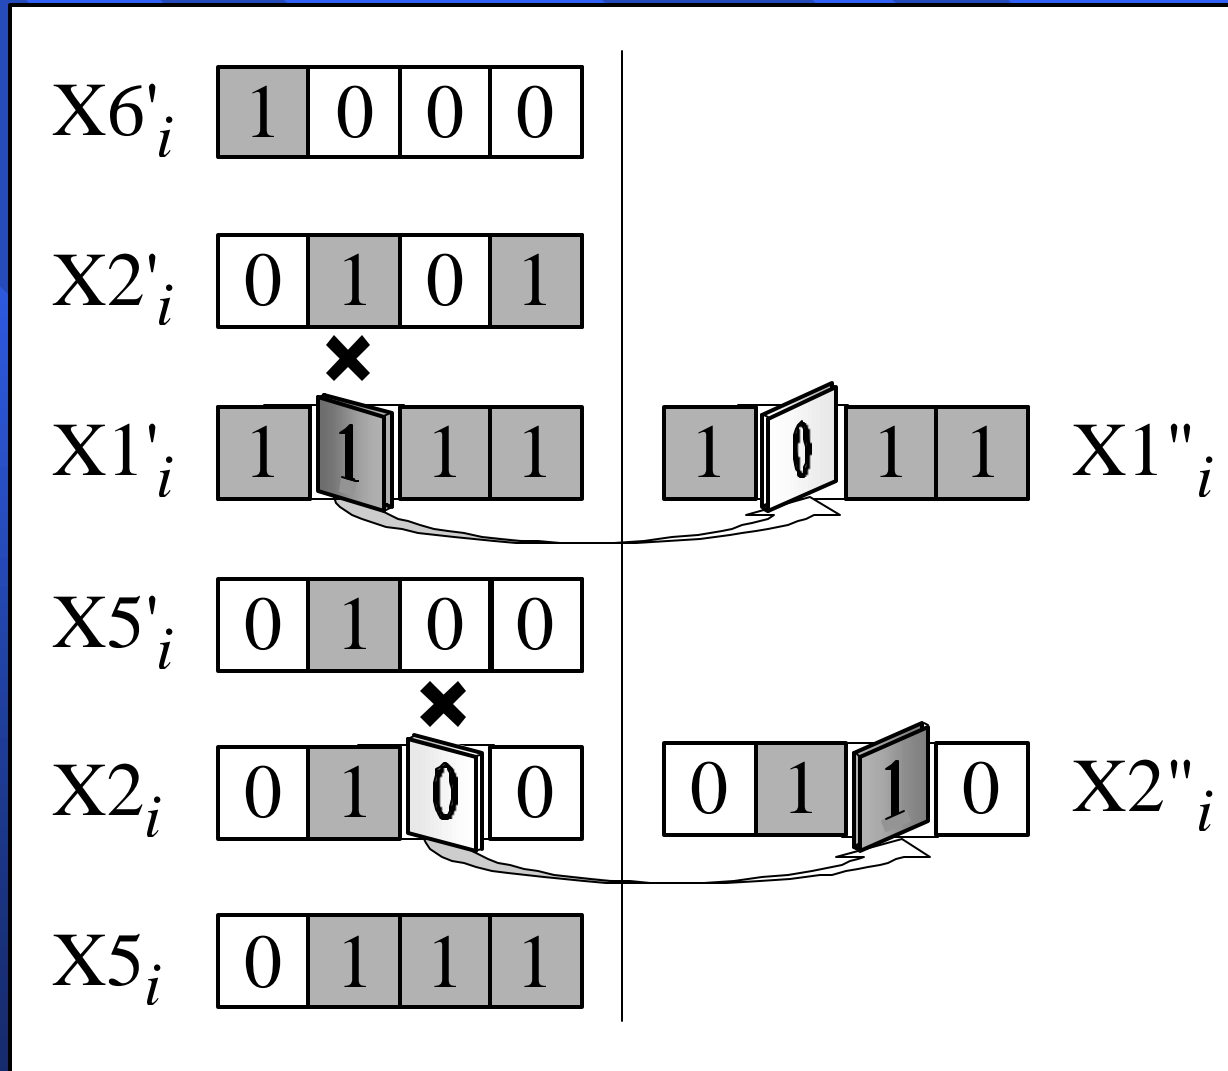 X6'i 1 0 0 0
X2'i 0 1 0 1
X1'i 1 1 1 1 1 0 1 1 X1"i
X5'i 0 1 0 0
X2i 0 1 0 0 0 1 1 0 X2"i
X5i 0 1 1 1